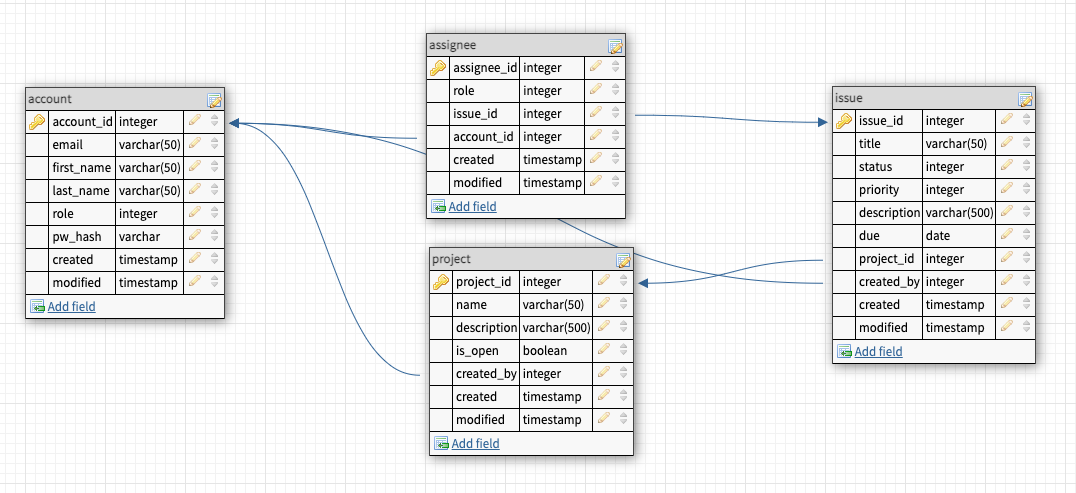 account
account_id integer
email varchar(50)
first_name varchar(50)
last_name varchar(50)
role integer
pw_hash varchar
created timestamp
modified timestamp
Add field
assignee
assignee_id integer
role integer
issue_id integer
account_id integer
created timestamp
modified timestamp
Add field
project
project_id integer
name varchar(50)
description varchar(500)
is_open boolean
created_by integer
created timestamp
modified timestamp
Add field
issue
issue_id integer
title varchar(50)
status integer
priority integer
description varchar(500)
due date
project_id integer
created_by integer
created timestamp
modified timestamp
Add field